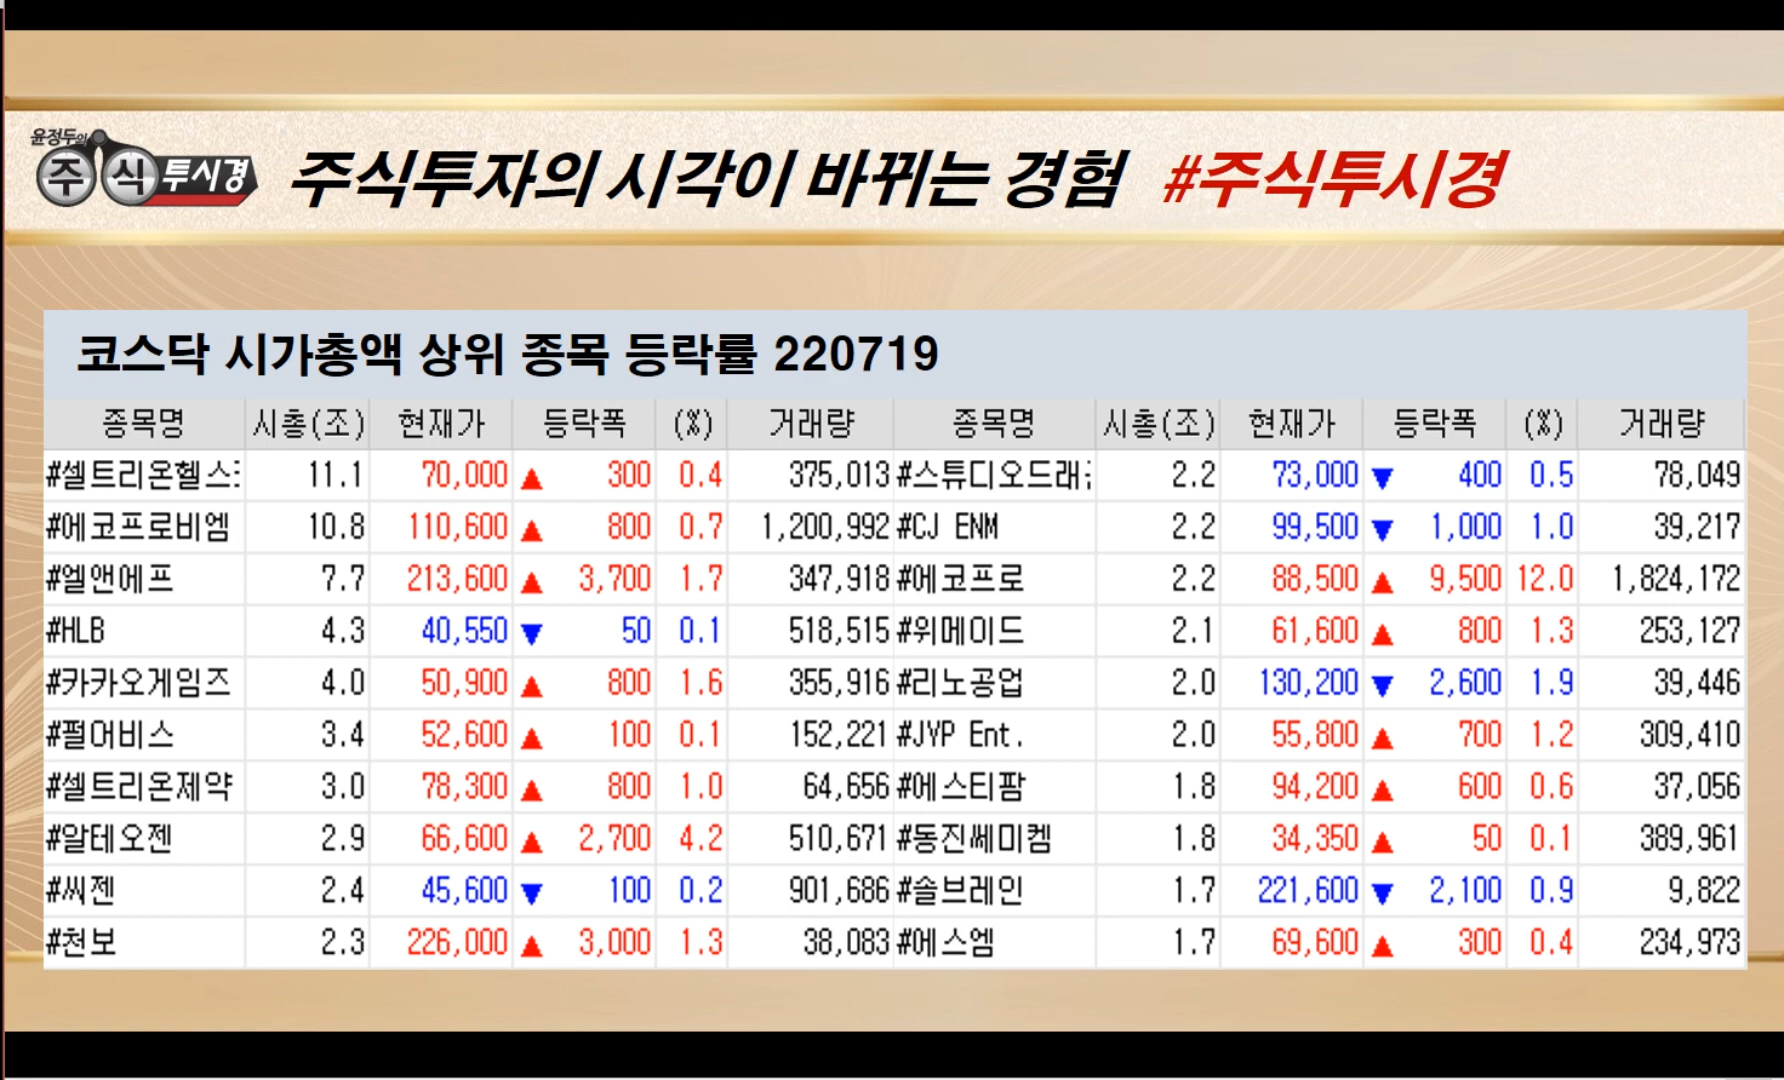 윤정두의
주식투시경
주식투자의 시각이 바뀌는 경험 #주식투시경
코스닥 시가총액 상위 종목 등락률 220719
종목명 시총(조) 현재가 등락폭 (%) 거래량 종목명 시총(조) 현재가 등락폭 (%) 거래량
#셀트리온헬스 11.1 70,000 ▲ 300 0.4 375,013 #스튜디오드래 2.2 73,000 ▼ 400 0.5 78,049
#에코프로비엠 10.8 110,600 ▲ 800 0.7 1,200,992 #CJ ENM 2.2 99,500 ▼ 1,000 1.0 39,217
#엘앤에프 7.7 213,600 ▲ 3,700 1.7 347,918 #에코프로 2.2 88,500 ▲ 9,500 12.0 1,824,172
#HLB 4.3 40,550 ▼ 50 0.1 518,515 #위메이드 2.1 61,600 ▲ 800 1.3 253,127
#카카오게임즈 4.0 50,900 ▲ 800 1.6 355,916 #리노공업 2.0 130,200 ▼ 2,600 1.9 39,446
#펄어비스 3.4 52,600 ▲ 100 0.1 152,221 #JYP Ent. 2.0 55,800 ▲ 700 1.2 309,410
#셀트리온제약 3.0 78,300 ▲ 800 1.0 64,656 #에스티팜 1.8 94,200 ▲ 600 0.6 37,056
#알테오젠 2.9 66,600 ▲ 2,700 4.2 510,671 #동진쎄미켐 1.8 34,350 ▲ 50 0.1 389,961
#씨젠 2.4 45,600 ▼ 100 0.2 901,686 #솔브레인 1.7 221,600 ▼ 2,100 0.9 9,822
#천보 2.3 226,000 ▲ 3,000 1.3 38,083 #에스엠 1.7 69,600 ▲ 300 0.4 234,973